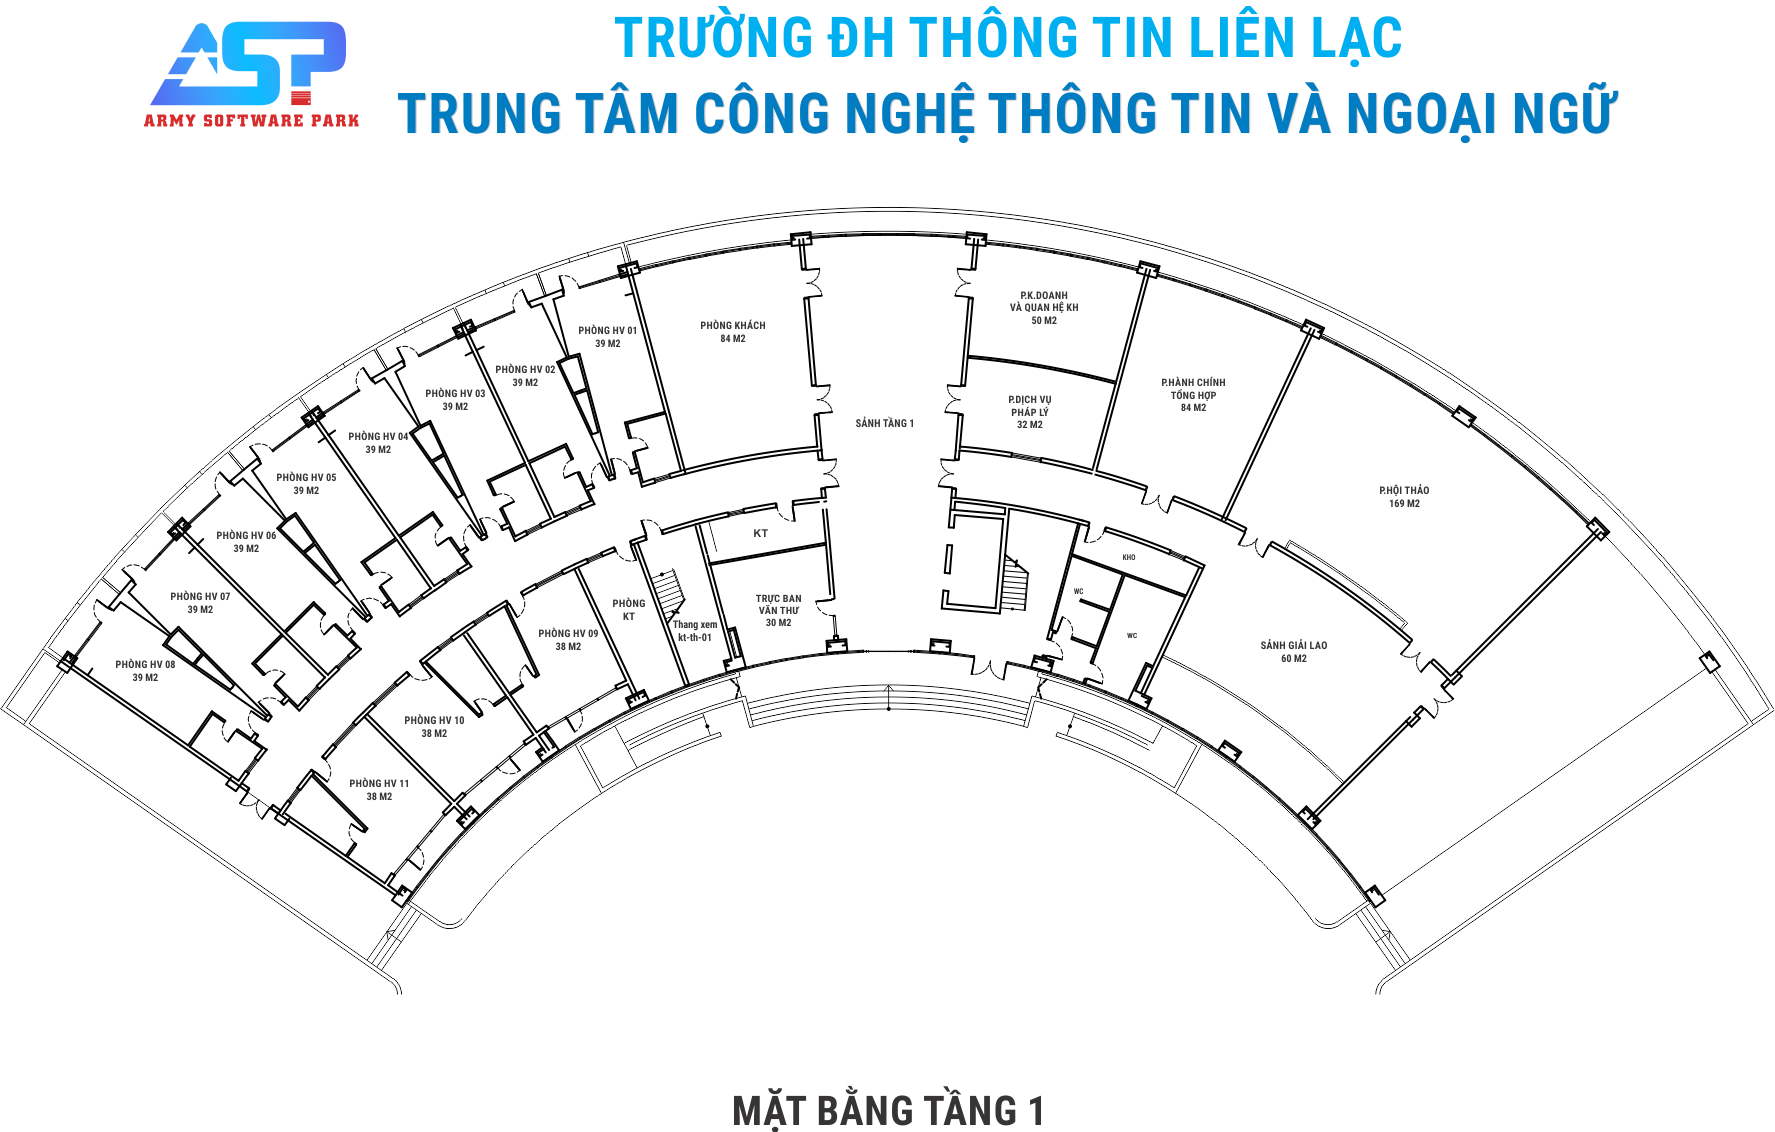 ASP
ARMY SOFTWARE PARK
TRƯỜNG ĐH THÔNG TIN LIÊN LẠC
TRUNG TÂM CÔNG NGHỆ THÔNG TIN VÀ NGOẠI NGỮ
PHÒNG HV 01
39 M2
PHÒNG HV 02
39 M2
PHÒNG HV 03
39 M2
PHÒNG HV 04
39 M2
PHÒNG HV 05
39 M2
PHÒNG HV 06
39 M2
PHÒNG HV 07
39 M2
PHÒNG HV 08
39 M2
PHÒNG HV 09
38 M2
PHÒNG HV 10
38 M2
PHÒNG HV 11
38 M2
PHÒNG KHÁCH
84 M2
SẢNH TẦNG 1
P.K.DOANH
VÀ QUAN HỆ KH
50 M2
P.DỊCH VỤ
PHÁP LÝ
32 M2
P.HÀNH CHÍNH
TỔNG HỢP
84 M2
P.HỘI THẢO
169 M2
PHÒNG
KT
Thang xem
kt-th-01
KT
TRỰC BAN
VĂN THƯ
30 M2
KHO
WC
WC
SẢNH GIẢI LAO
60 M2
MẶT BẰNG TẦNG 1